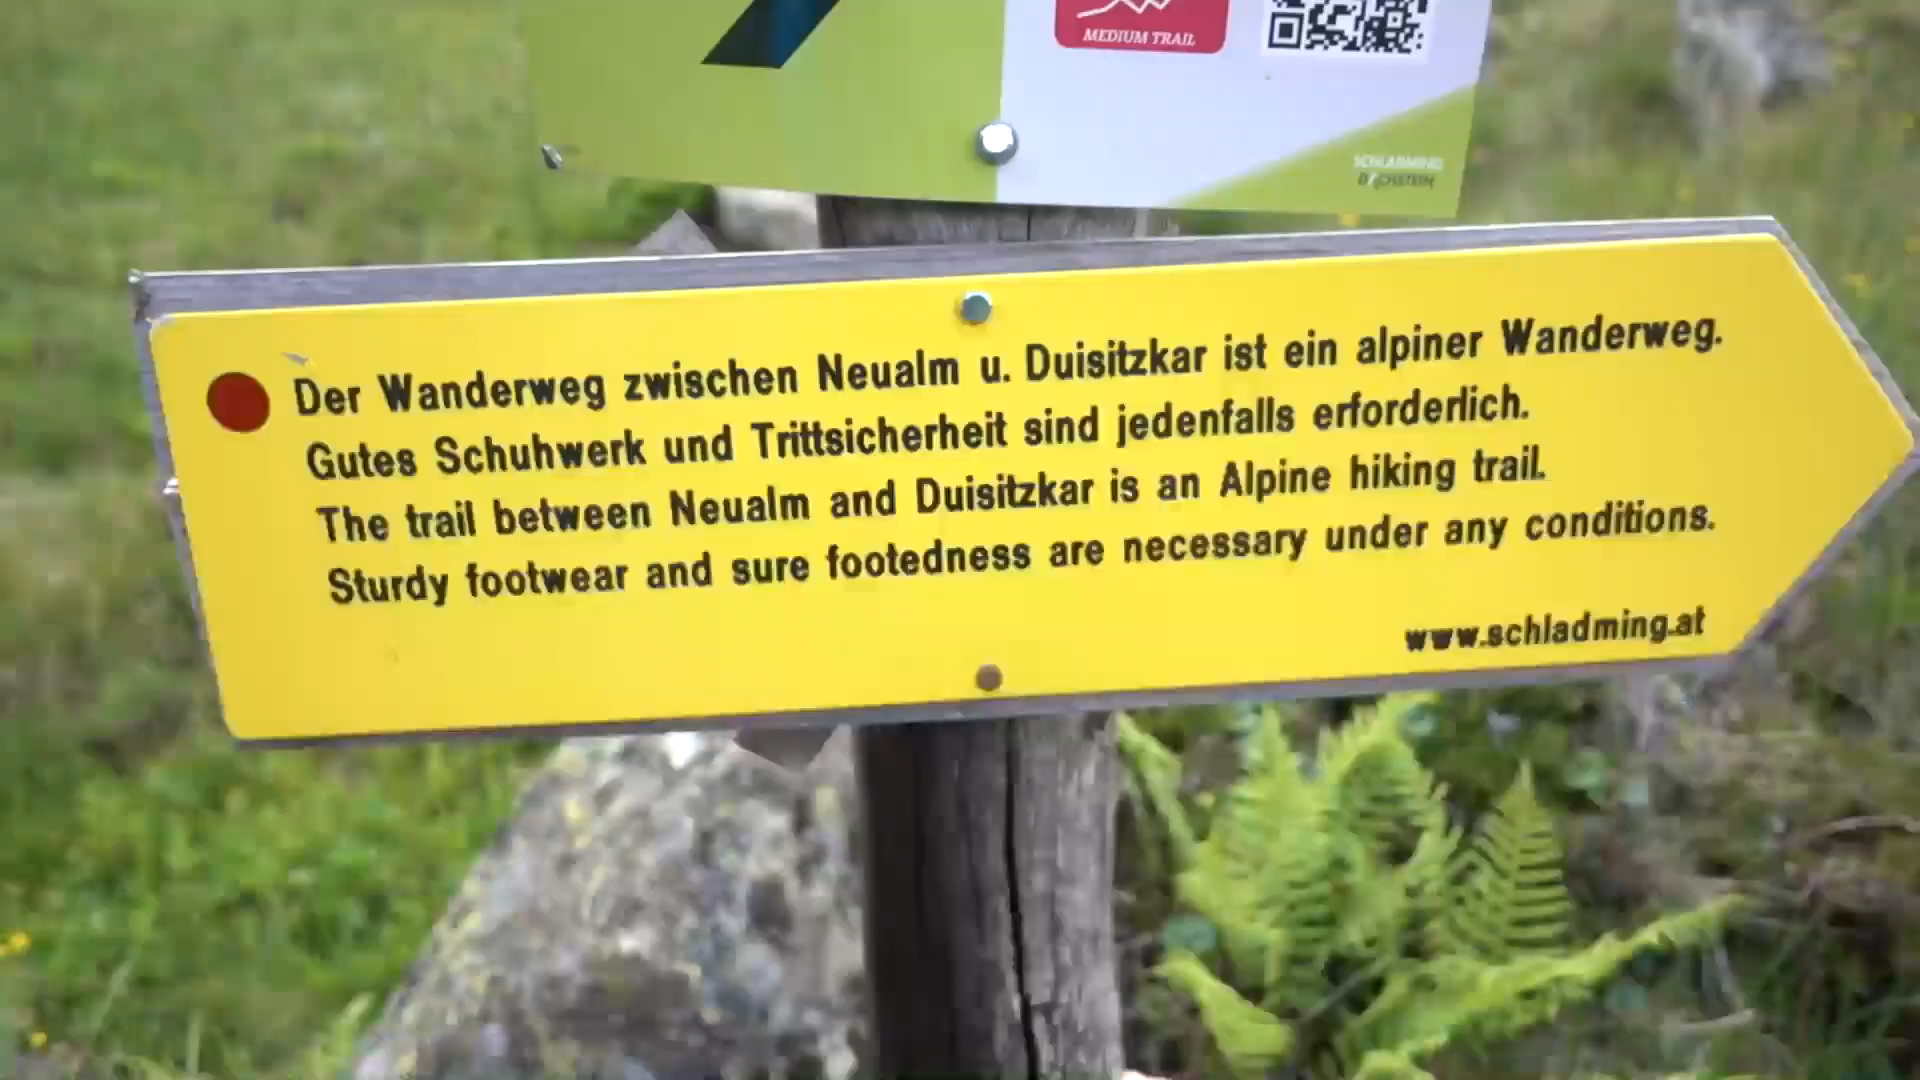 MEDIUM TRAIL
SCHLADMING
DACHSTEIN
Der Wanderweg zwischen Neualm u. Duisitzkar ist ein alpiner Wanderweg.
Gutes Schuhwerk und Trittsicherheit sind jedenfalls erforderlich.
The trail between Neualm and Duisitzkar is an Alpine hiking trail.
Sturdy footwear and sure footedness are necessary under any conditions.
www.schladming.at